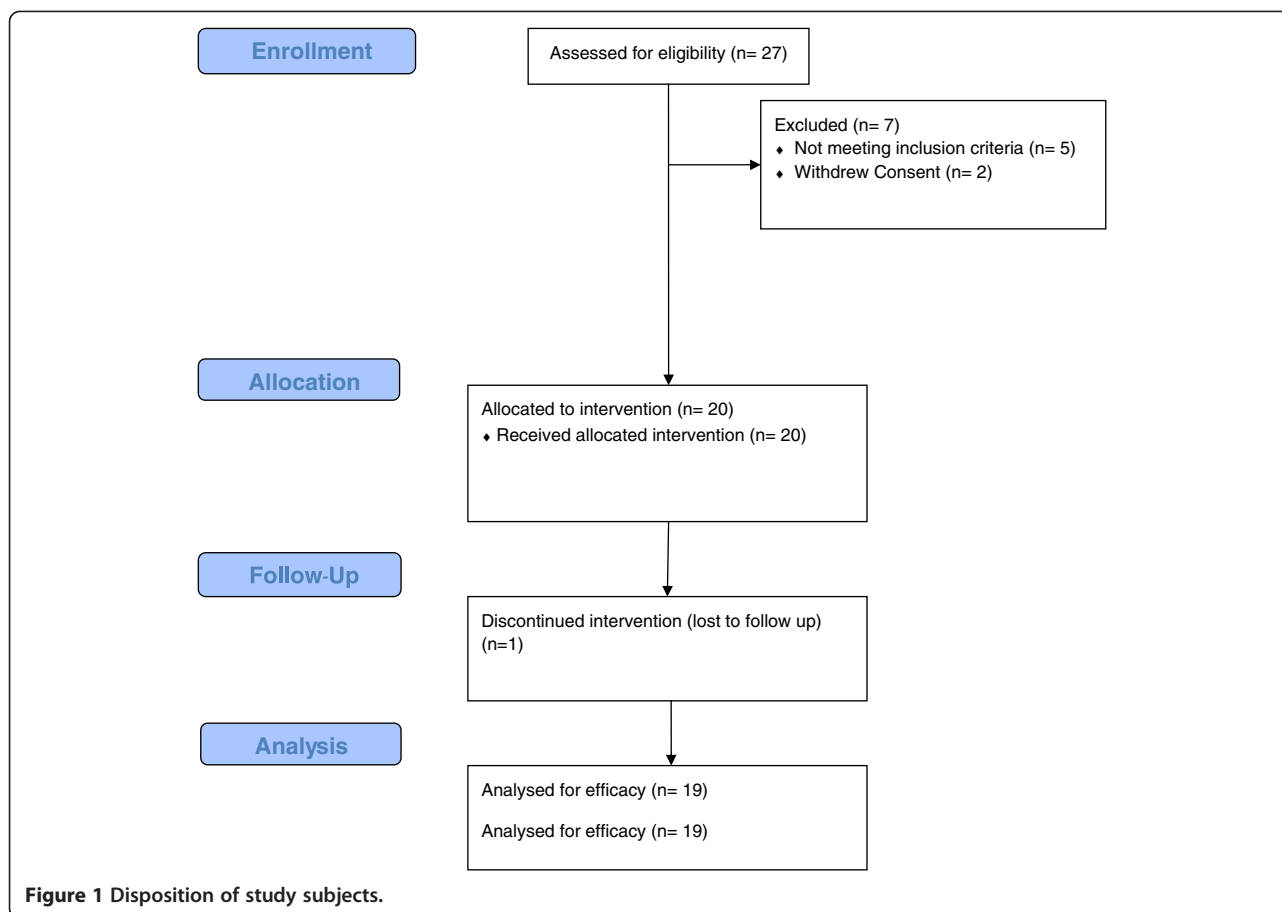 Enrollment
Assessed for eligibility (n= 27)
Excluded (n= 7)
♦ Not meeting inclusion criteria (n= 5)
♦ Withdrew Consent (n= 2)
Allocation
Allocated to intervention (n= 20)
♦ Received allocated intervention (n= 20)
Follow-Up
Discontinued intervention (lost to follow up)
(n=1)
Analysis
Analysed for efficacy (n= 19)
Analysed for efficacy (n= 19)
Figure 1 Disposition of study subjects.